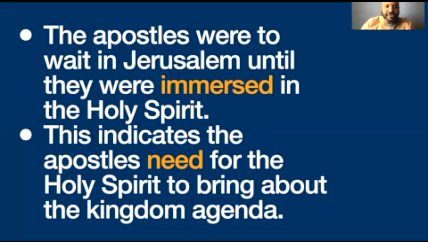 • The apostles were to
wait in Jerusalem until
they were immersed in
the Holy Spirit.
• This indicates the
apostles need for the
Holy Spirit to bring about
the kingdom agenda.